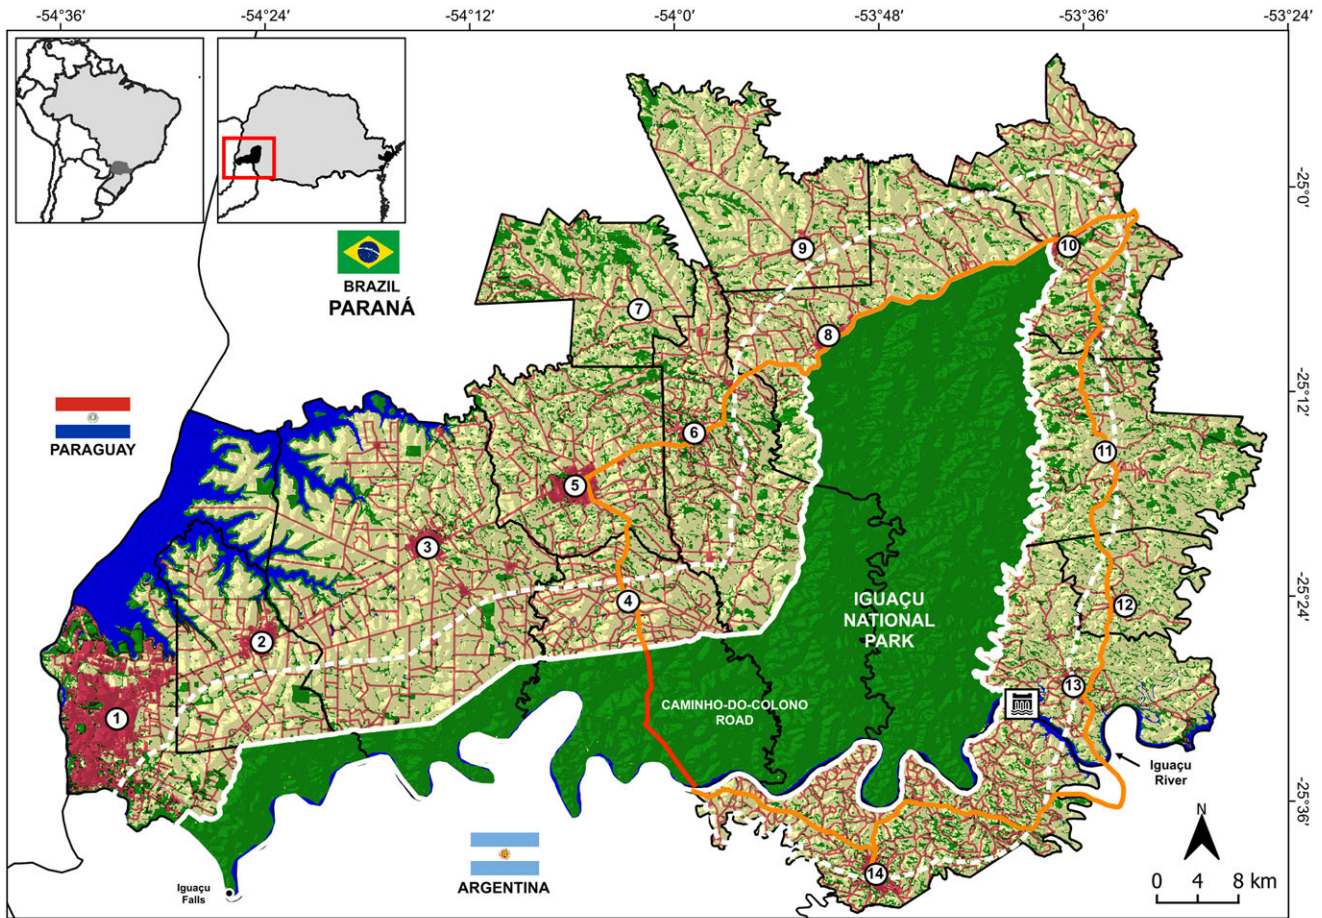 -54°36'
-54°24'
-54°12'
-54°0'
-53°48'
-53°36'
-53°24'
-25°0'
BRAZIL
PARANÁ
9
10
7
8
PARAGUAY
-25°12'
6
11
5
3
4
IGUAÇU
NATIONAL
PARK
-25°24'
12
2
13
1
CAMINHO-DO-COLONO
ROAD
Iguaçu
River
-25°36'
N
14
ARGENTINA
Iguaçu
Falls
0 4 8 km